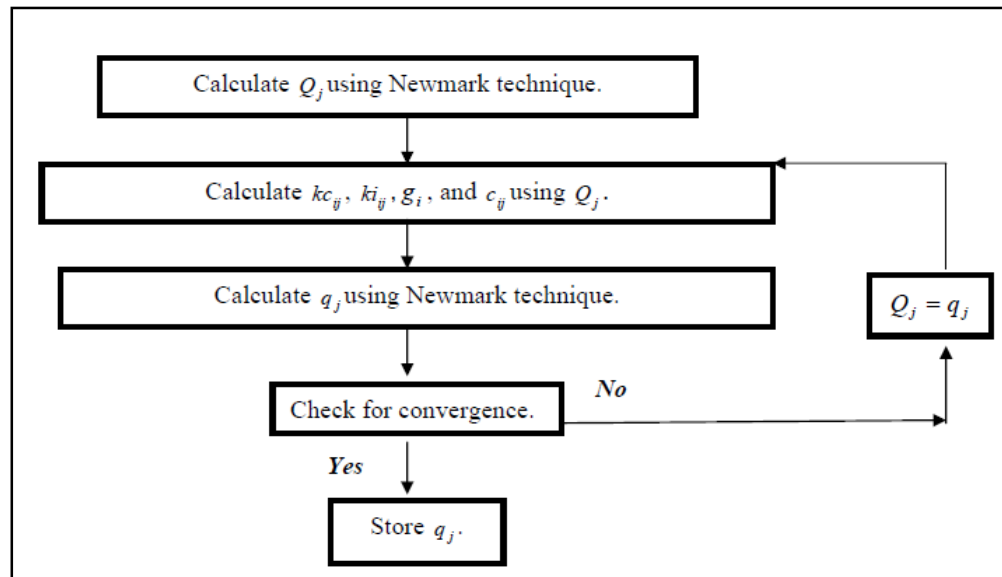 Calculate Q_j using Newmark technique.
Calculate kc_ij, ki_ij, g_i, and c_ij using Q_j.
Calculate q_j using Newmark technique.
Q_j = q_j
No
Check for convergence.
Yes
Store q_j.